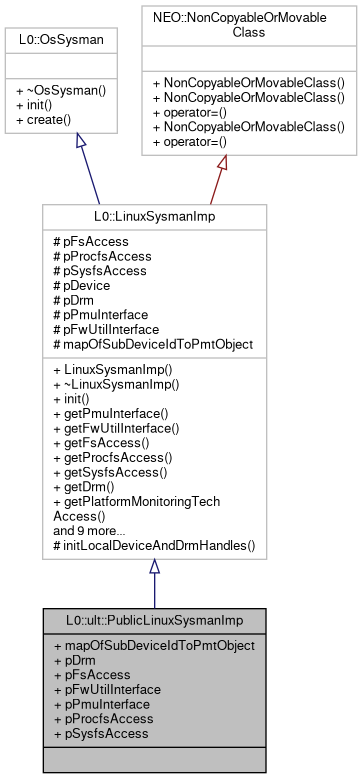 L0::OsSysman
+ ~OsSysman()
+ init()
+ create()
NEO::NonCopyableOrMovable
Class
+ NonCopyableOrMovableClass()
+ NonCopyableOrMovableClass()
+ operator=()
+ NonCopyableOrMovableClass()
+ operator=()
L0::LinuxSysmanImp
# pFsAccess
# pProcfsAccess
# pSysfsAccess
# pDevice
# pDrm
# pPmuInterface
# pFwUtilInterface
# mapOfSubDeviceIdToPmtObject
+ LinuxSysmanImp()
+ ~LinuxSysmanImp()
+ init()
+ getPmuInterface()
+ getFwUtilInterface()
+ getFsAccess()
+ getProcfsAccess()
+ getSysfsAccess()
+ getDrm()
+ getPlatformMonitoringTech
Access()
and 9 more...
# initLocalDeviceAndDrmHandles()
L0::ult::PublicLinuxSysmanImp
+ mapOfSubDeviceIdToPmtObject
+ pDrm
+ pFsAccess
+ pFwUtilInterface
+ pPmuInterface
+ pProcfsAccess
+ pSysfsAccess